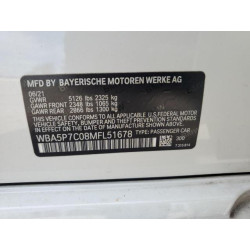 MFD BY BAYERISCHE MOTOREN WERKE AG
06/21
GVWR 5126 lbs 2325 kg
GAWR FRONT 2348 lbs 1065 kg
GAWR REAR 2866 lbs 1300 kg
THIS VEHICLE CONFORMS TO ALL APPLICABLE
U.S. FEDERAL MOTOR
VEHICLE SAFETY, BUMPER AND THEFT PREVENTION STANDARDS
IN EFFECT ON THE DATE OF MANUFACTURE SHOWN ABOVE.
WBA5P7C08MFL51678
TYPE: PASSENGER CAR
300